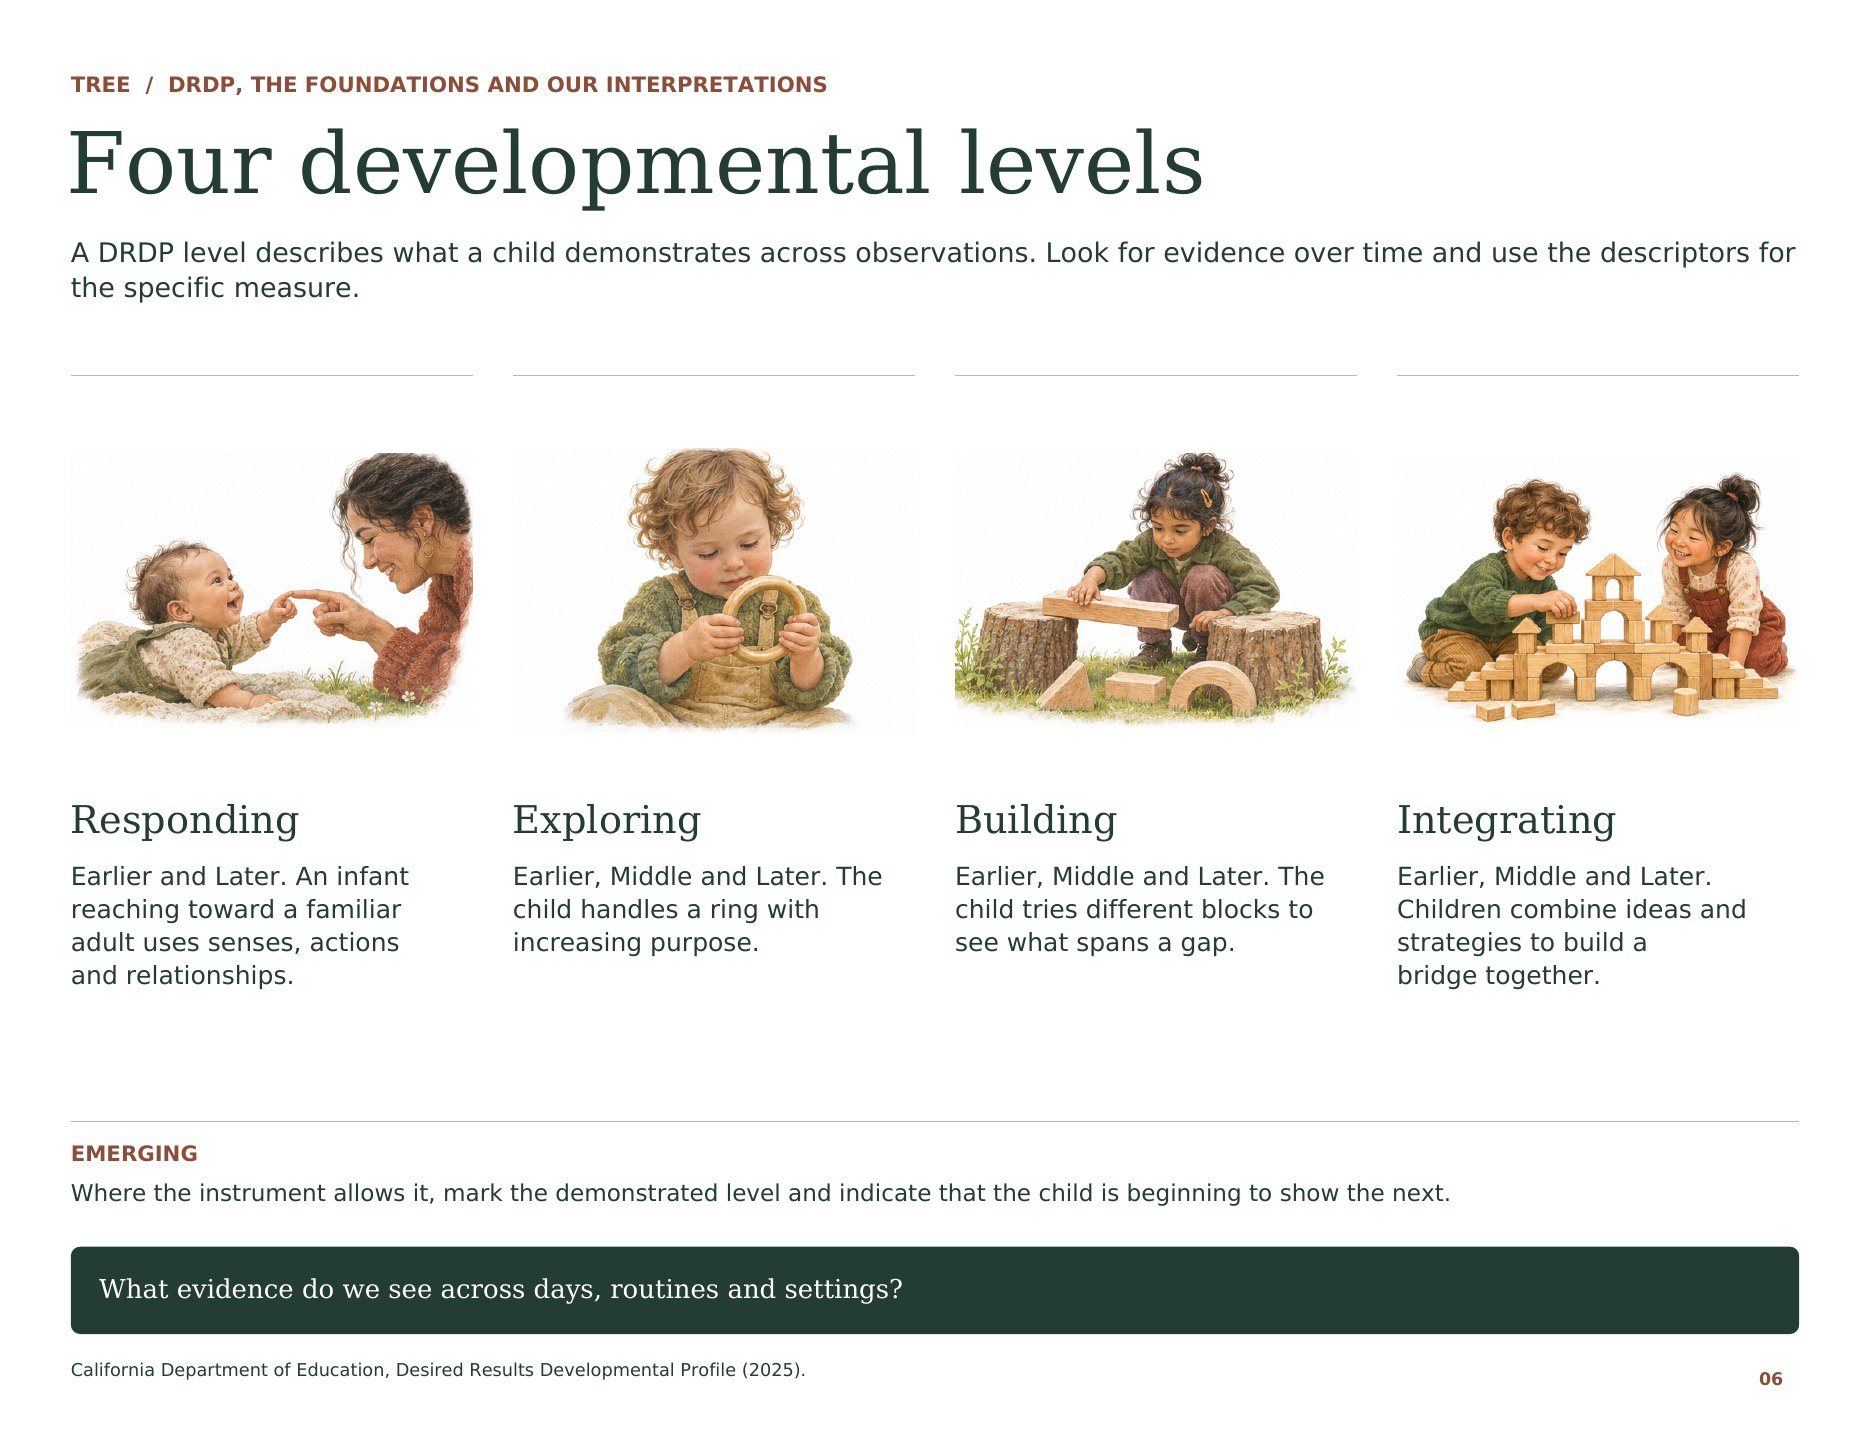 TREE / DRDP, THE FOUNDATIONS AND OUR INTERPRETATIONS
Four developmental levels
A DRDP level describes what a child demonstrates across observations. Look for evidence over time and use the descriptors for
the specific measure.
Responding
Earlier and Later. An infant
reaching toward a familiar
adult uses senses, actions
and relationships.
Exploring
Earlier, Middle and Later. The
child handles a ring with
increasing purpose.
Building
Earlier, Middle and Later. The
child tries different blocks to
see what spans a gap.
Integrating
Earlier, Middle and Later.
Children combine ideas and
strategies to build a
bridge together.
EMERGING
Where the instrument allows it, mark the demonstrated level and indicate that the child is beginning to show the next.
What evidence do we see across days, routines and settings?
California Department of Education, Desired Results Developmental Profile (2025).
06